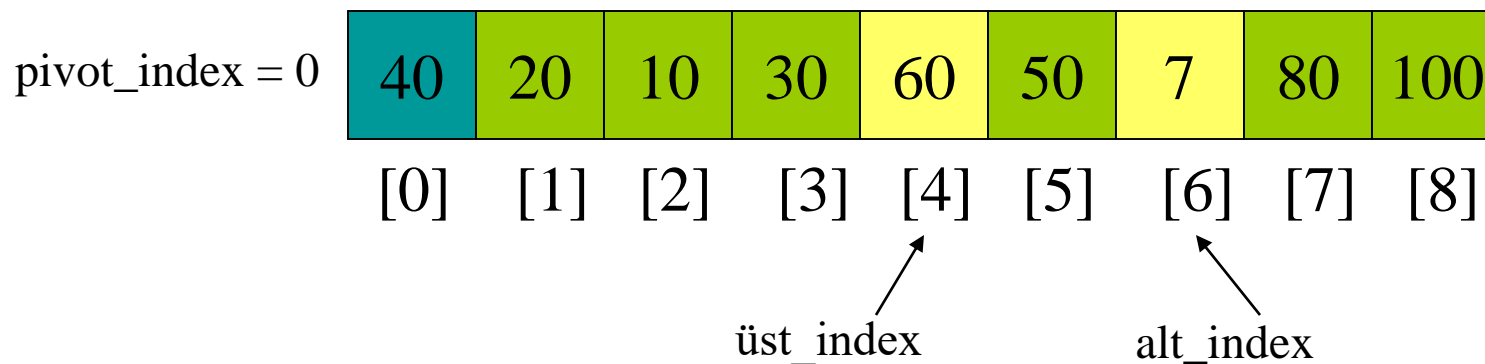 pivot_index = 0 40 20 10 30 60 50 7 80 100
[0] [1] [2] [3] [4] [5] [6] [7] [8]
üst_index alt_index